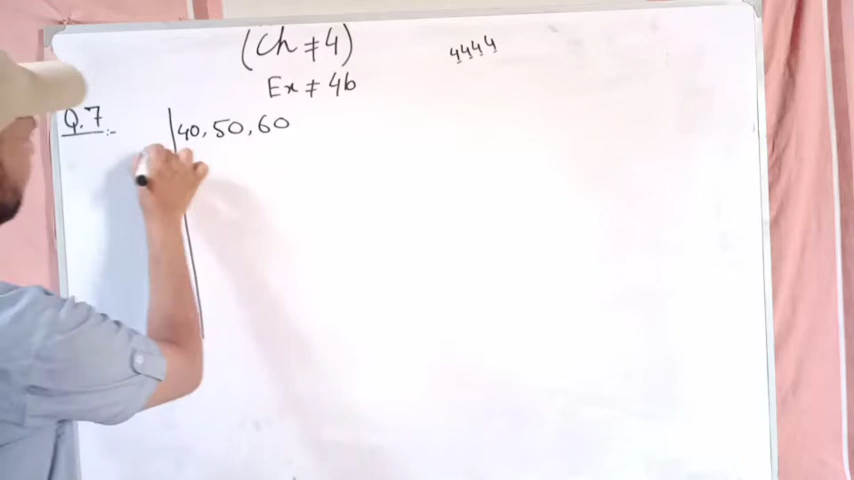 (Ch ≠ 4)
4444
Ex ≠ 4b
Q.7 :-
40, 50, 60